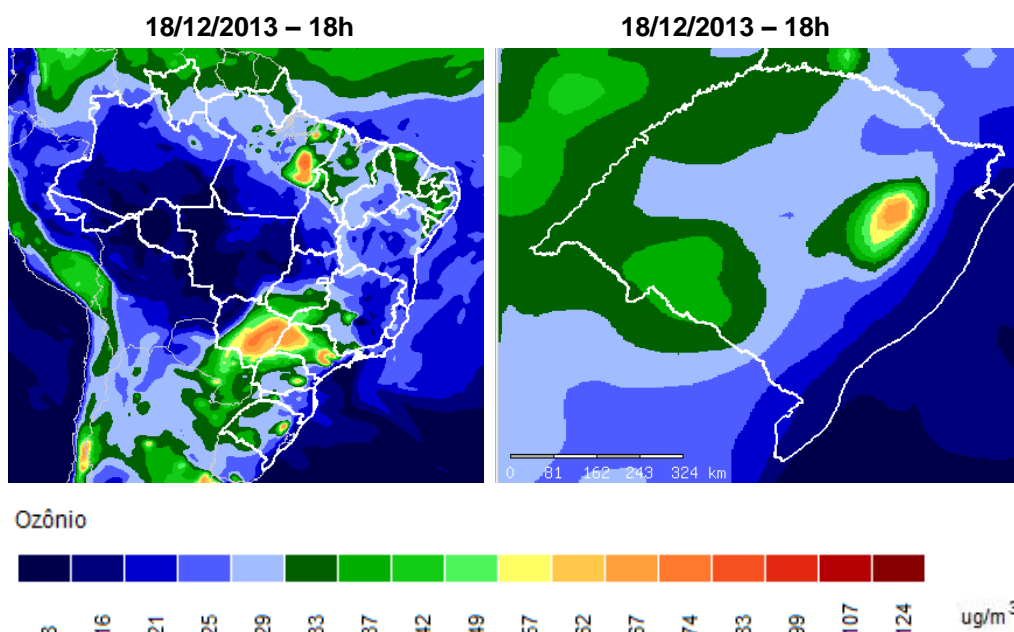 18/12/2013 – 18h
18/12/2013 – 18h
0 81 162 243 324 km
Ozônio
16 21 25 29 33 37 42 49 57 62 67 74 83 99 107 124 ug/m³